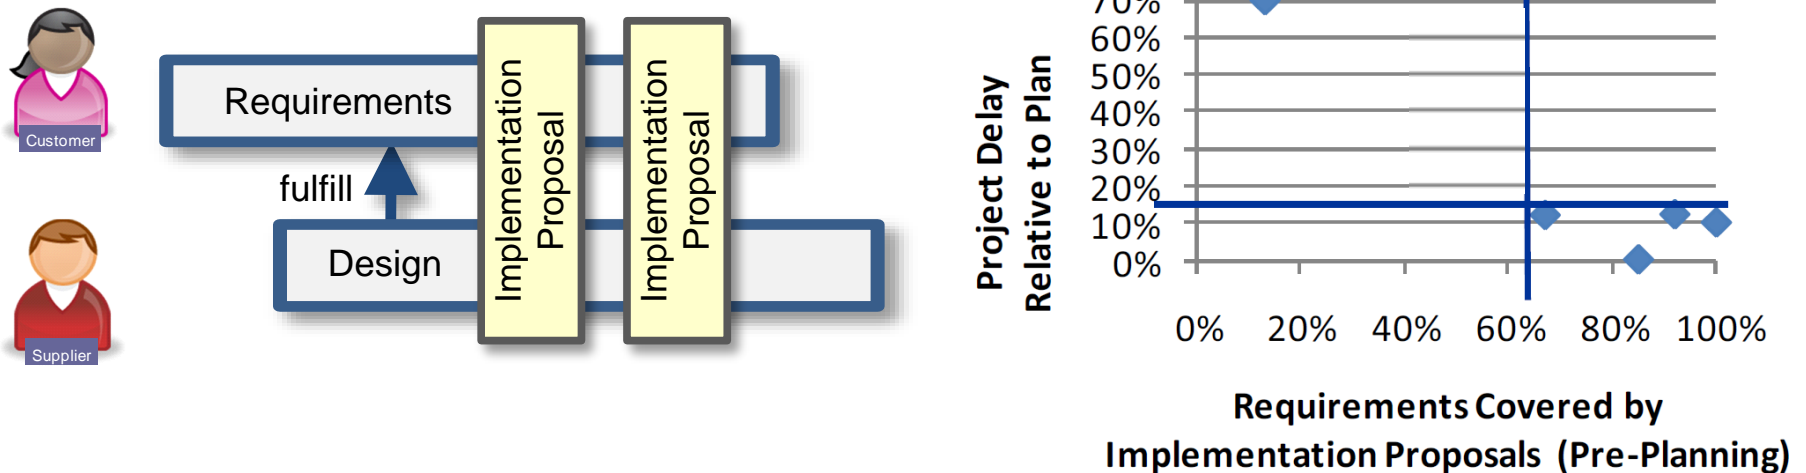 Customer
Requirements
fulfill
Supplier
Design
Implementation
Proposal
Implementation
Proposal
Project Delay
Relative to Plan
70%
60%
50%
40%
30%
20%
10%
0%
0% 20% 40% 60% 80% 100%
Requirements Covered by
Implementation Proposals (Pre-Planning)